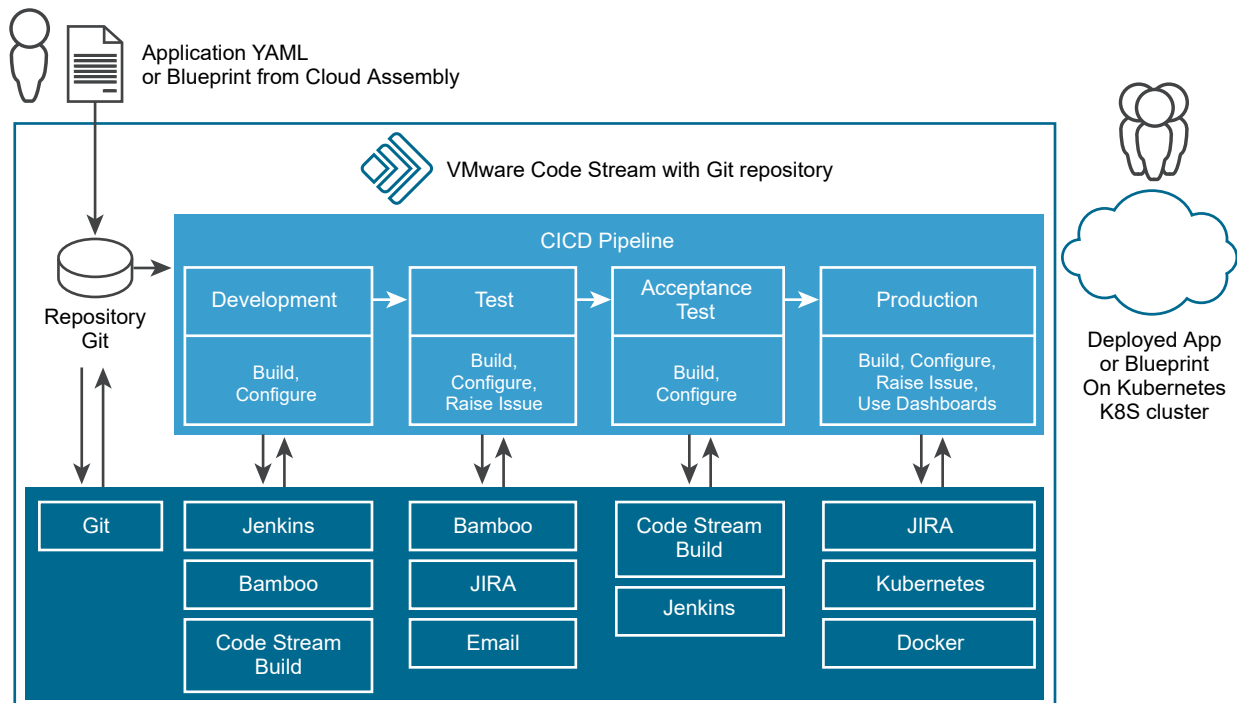 Application YAML
or Blueprint from Cloud Assembly
VMware Code Stream with Git repository
CICD Pipeline
Repository
Git
Development
Build,
Configure
Test
Build,
Configure,
Raise Issue
Acceptance
Test
Build,
Configure
Production
Build, Configure,
Raise Issue,
Use Dashboards
Deployed App
or Blueprint
On Kubernetes
K8S cluster
Git
Jenkins
Bamboo
Code Stream
Build
Bamboo
JIRA
Email
Code Stream
Build
Jenkins
JIRA
Kubernetes
Docker